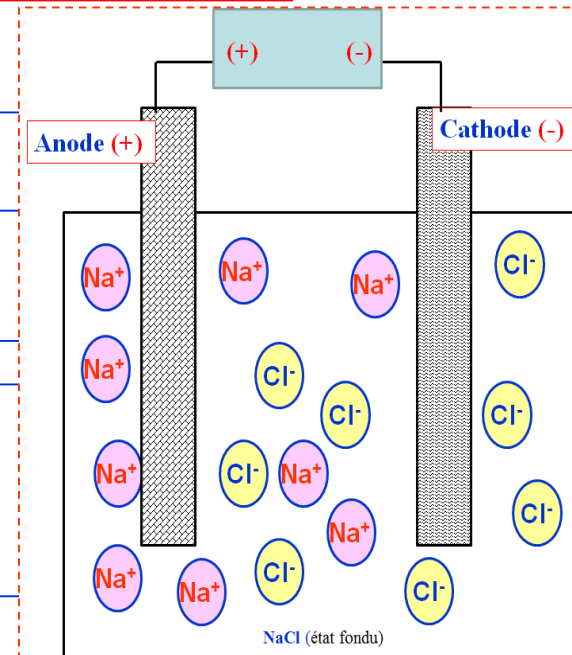 (+) (-)
Anode (+)
Cathode (-)
Na⁺ Na⁺ Na⁺ Cl⁻
Na⁺ Cl⁻ Cl⁻ Cl⁻
Na⁺ Cl⁻ Na⁺ Na⁺ Cl⁻
Na⁺ Na⁺ Cl⁻ Cl⁻
NaCl (état fondu)